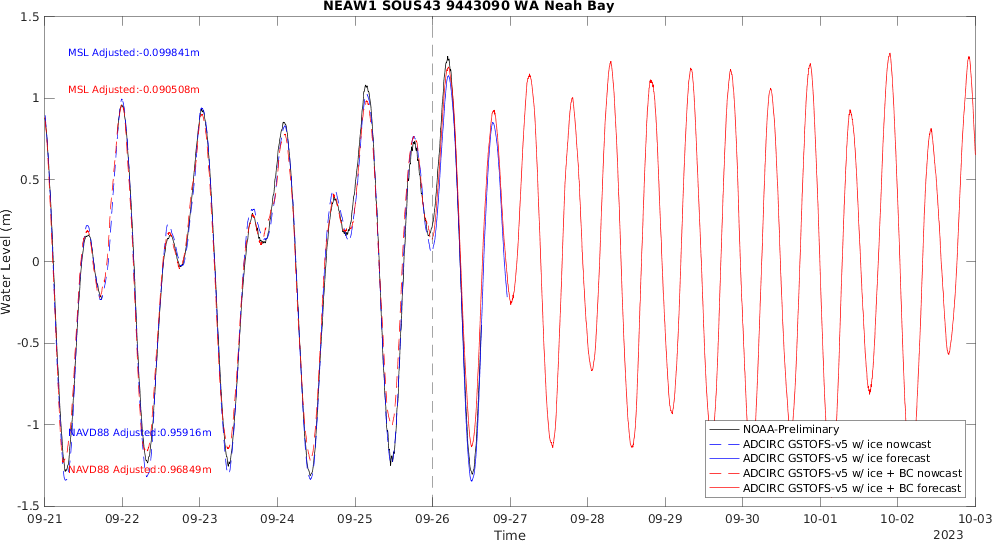 NEAW1 SOUS43 9443090 WA Neah Bay
MSL Adjusted:-0.099841m
MSL Adjusted:-0.090508m
NAVD88 Adjusted:0.95916m
NAVD88 Adjusted:0.96849m
Water Level (m)
1.5
1
0.5
0
-0.5
-1
-1.5
NOAA-Preliminary
ADCIRC GSTOFS-v5 w/ ice nowcast
ADCIRC GSTOFS-v5 w/ ice forecast
ADCIRC GSTOFS-v5 w/ ice + BC nowcast
ADCIRC GSTOFS-v5 w/ ice + BC forecast
09-21 09-22 09-23 09-24 09-25 09-26 09-27 09-28 09-29 09-30 10-01 10-02 10-03
Time
2023